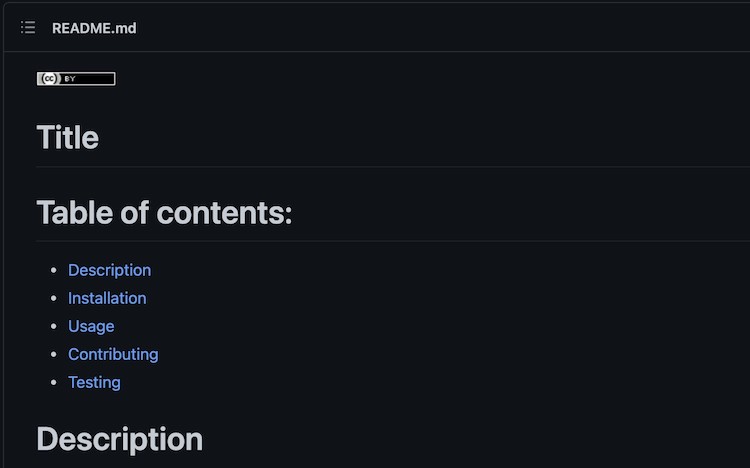 README.md
(cc) BY
Title
Table of contents:
Description
Installation
Usage
Contributing
Testing
Description